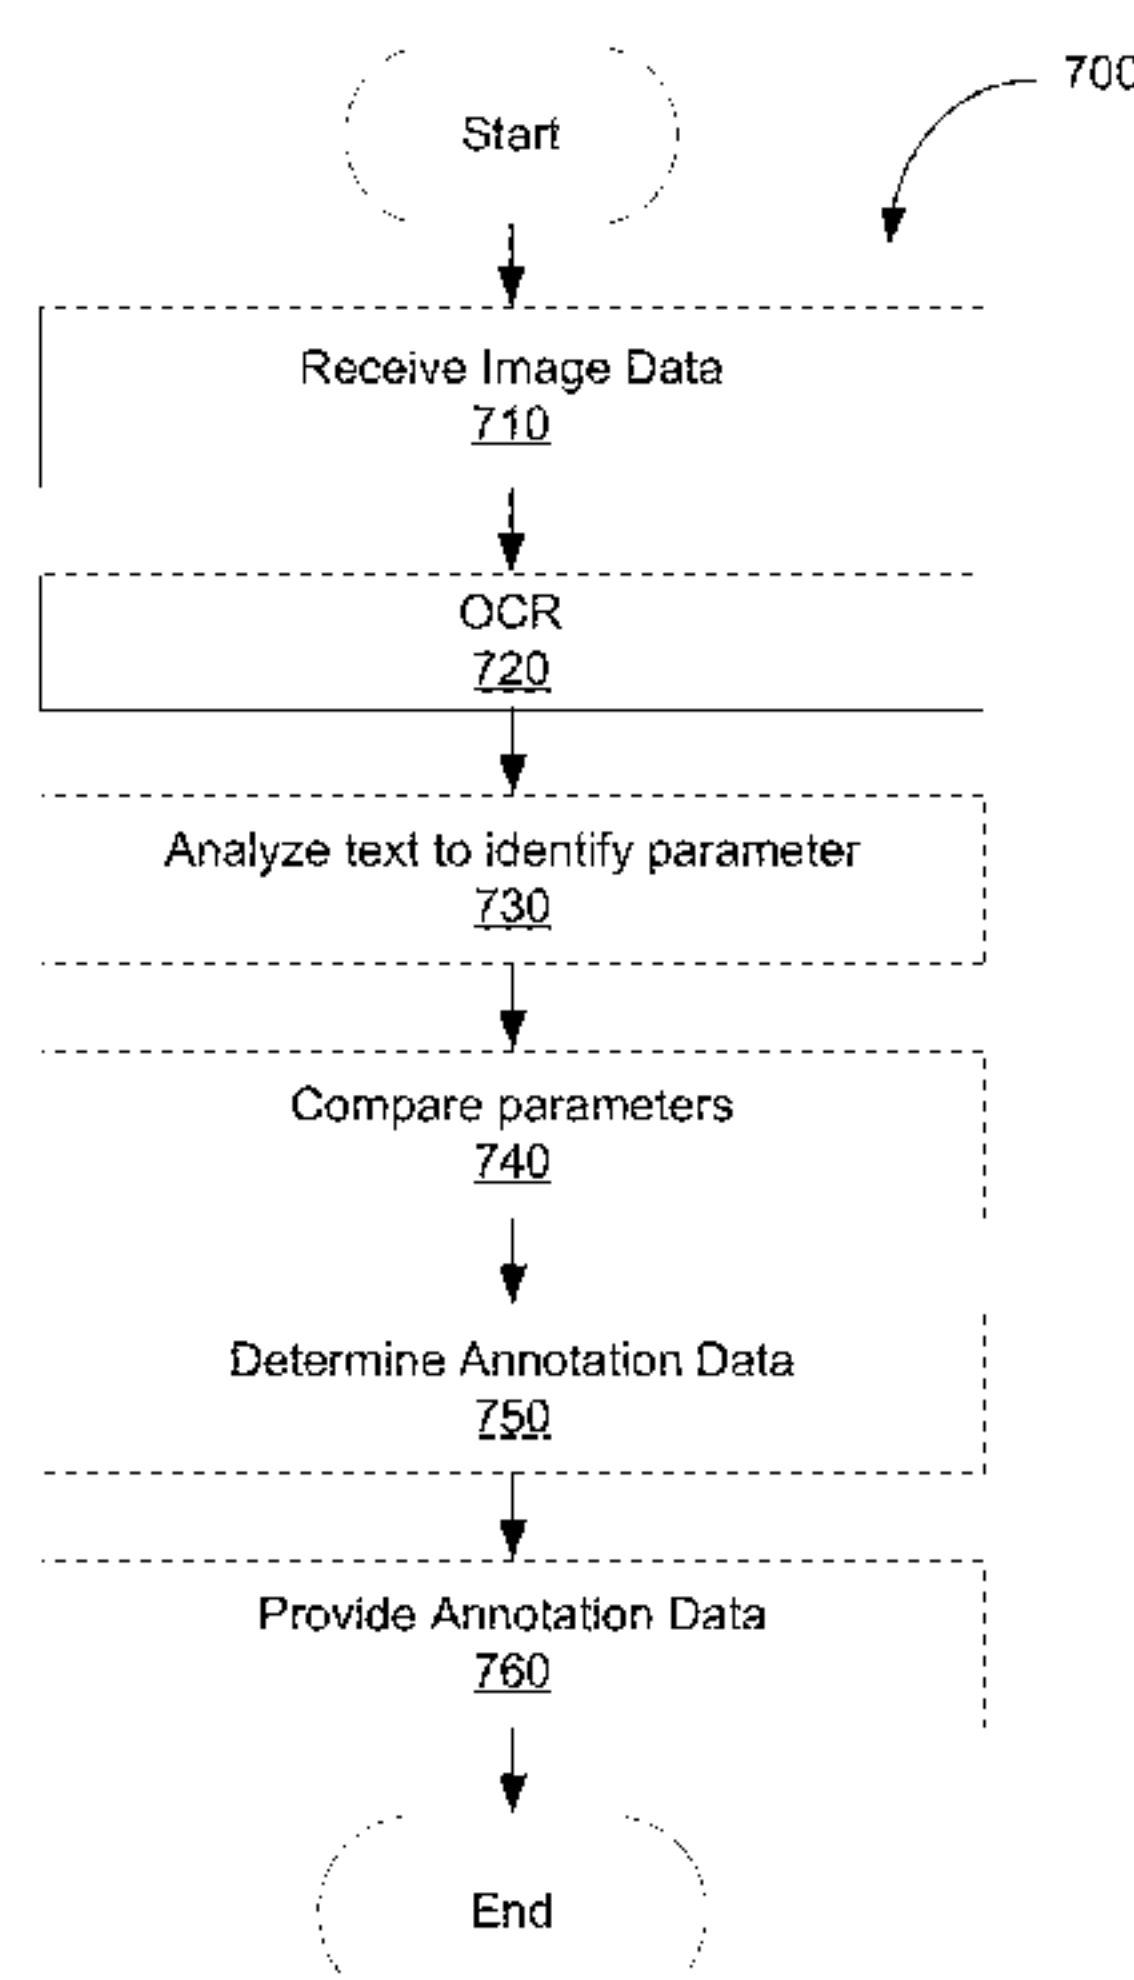 700
Start
Receive Image Data
710
OCR
720
Analyze text to identify parameter
730
Compare parameters
740
Determine Annotation Data
750
Provide Annotation Data
760
End